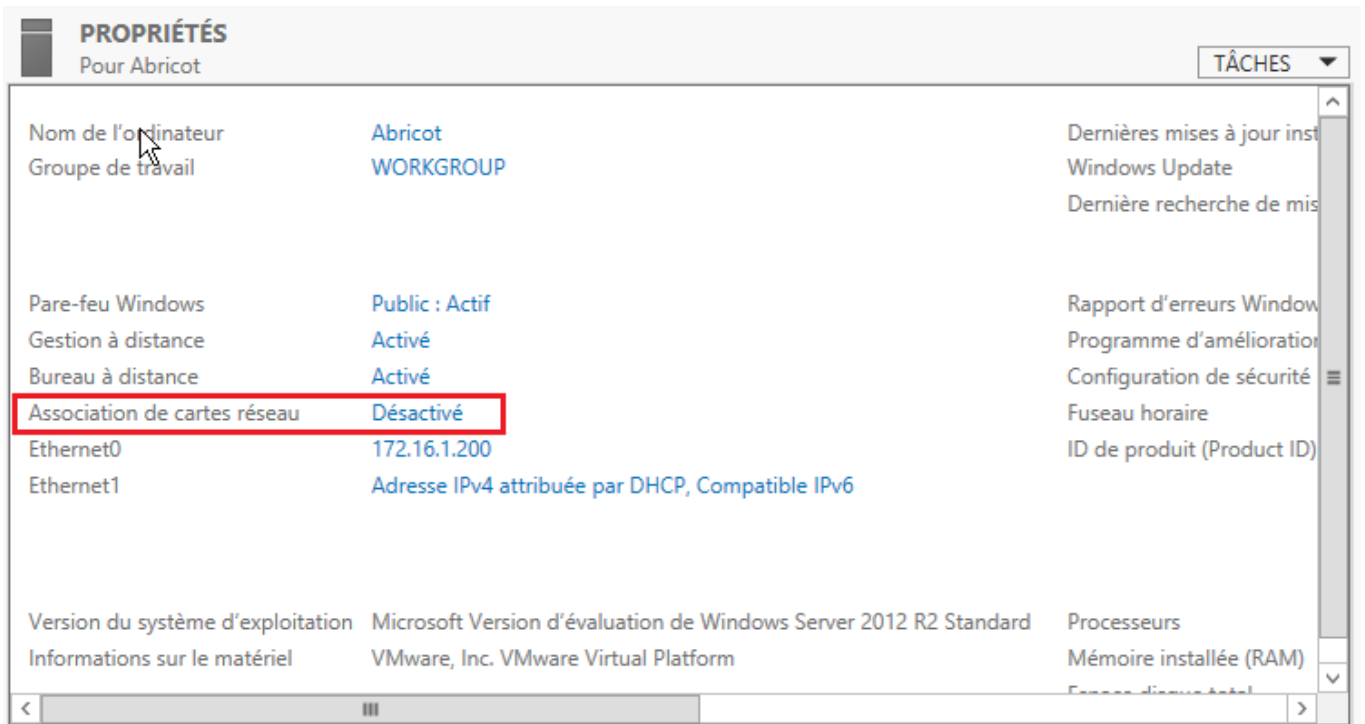 PROPRIÉTÉS
Pour Abricot
TÂCHES
Nom de l'ordinateur Abricot Dernières mises à jour inst
Groupe de travail WORKGROUP Windows Update
Dernière recherche de mis
Pare-feu Windows Public : Actif Rapport d'erreurs Window
Gestion à distance Activé Programme d'amélioration
Bureau à distance Activé Configuration de sécurité
Association de cartes réseau Désactivé Fuseau horaire
Ethernet0 172.16.1.200 ID de produit (Product ID)
Ethernet1 Adresse IPv4 attribuée par DHCP, Compatible IPv6
Version du système d'exploitation Microsoft Version d'évaluation de Windows Server 2012 R2 Standard Processeurs
Informations sur le matériel VMware, Inc. VMware Virtual Platform Mémoire installée (RAM)
Espace disque total